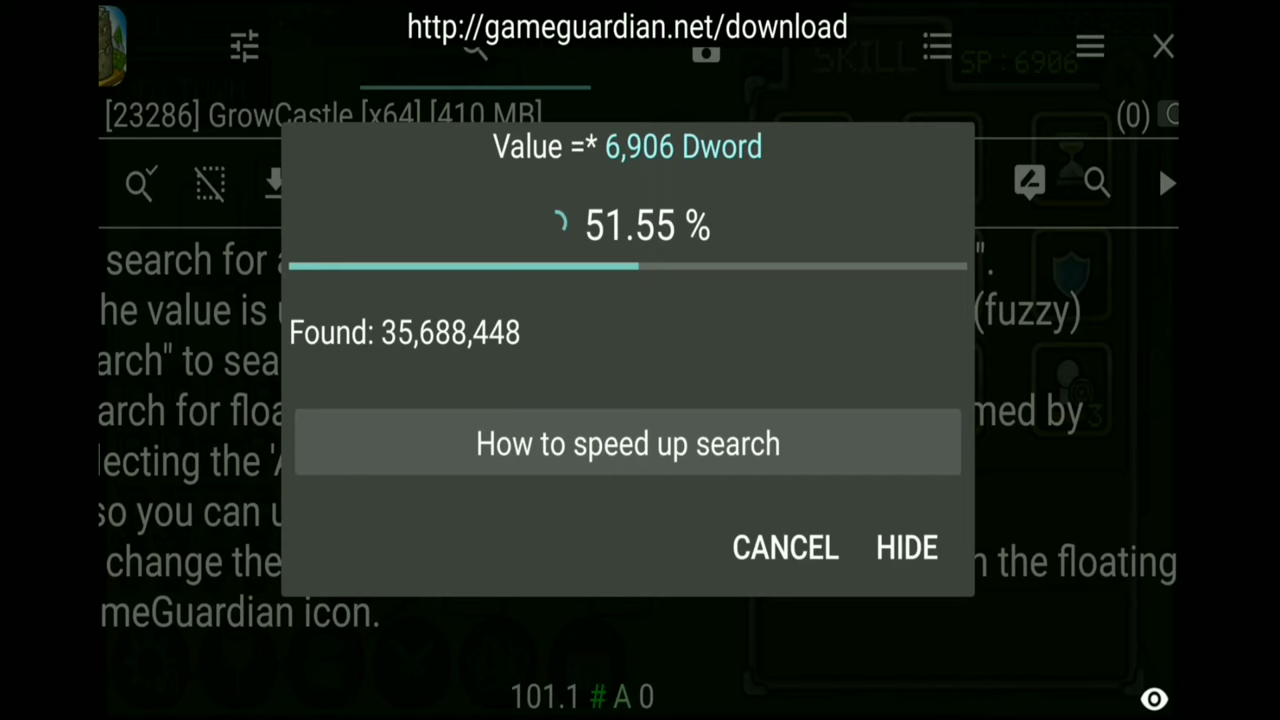 http://gameguardian.net/download
SKILL SP : 6906
[23286] GrowCastle [x64] [410 MB] (0)
Value =* 6,906 Dword
51.55 %
search for a ".
he value is u (fuzzy)
Found: 35,688,448
arch" to sea
arch for floa med by
3
How to speed up search
lecting the 'A
so you can u
CANCEL HIDE
change the n the floating
meGuardian icon.
101.1 # A 0